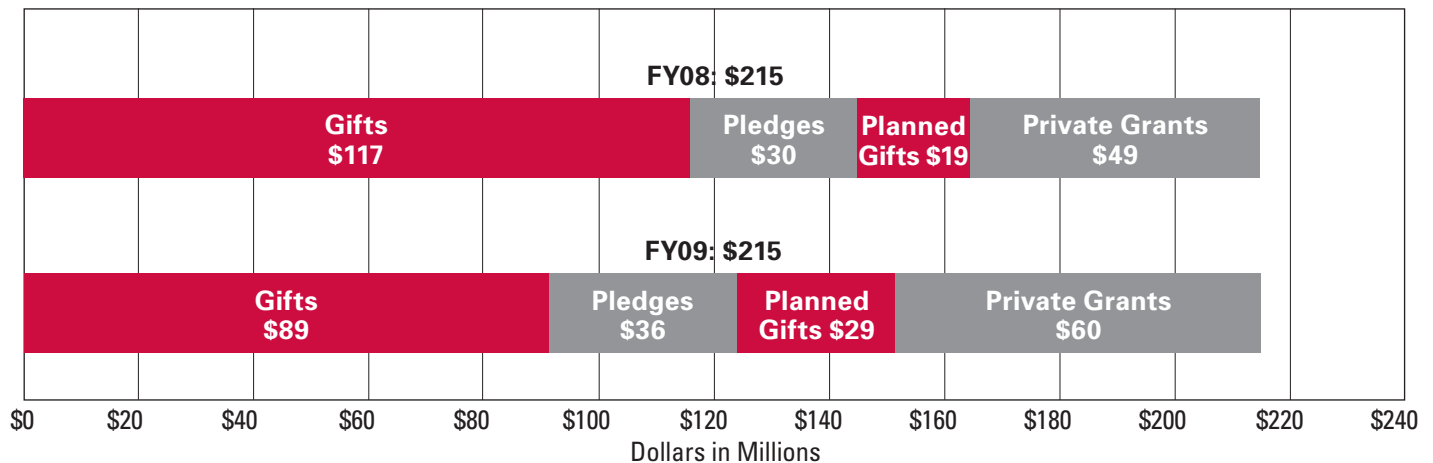 FY08: $215
Gifts
$117
Pledges
$30
Planned
Gifts $19
Private Grants
$49
FY09: $215
Gifts
$89
Pledges
$36
Planned
Gifts $29
Private Grants
$60
$0 $20 $40 $60 $80 $100 $120 $140 $160 $180 $200 $220 $240
Dollars in Millions